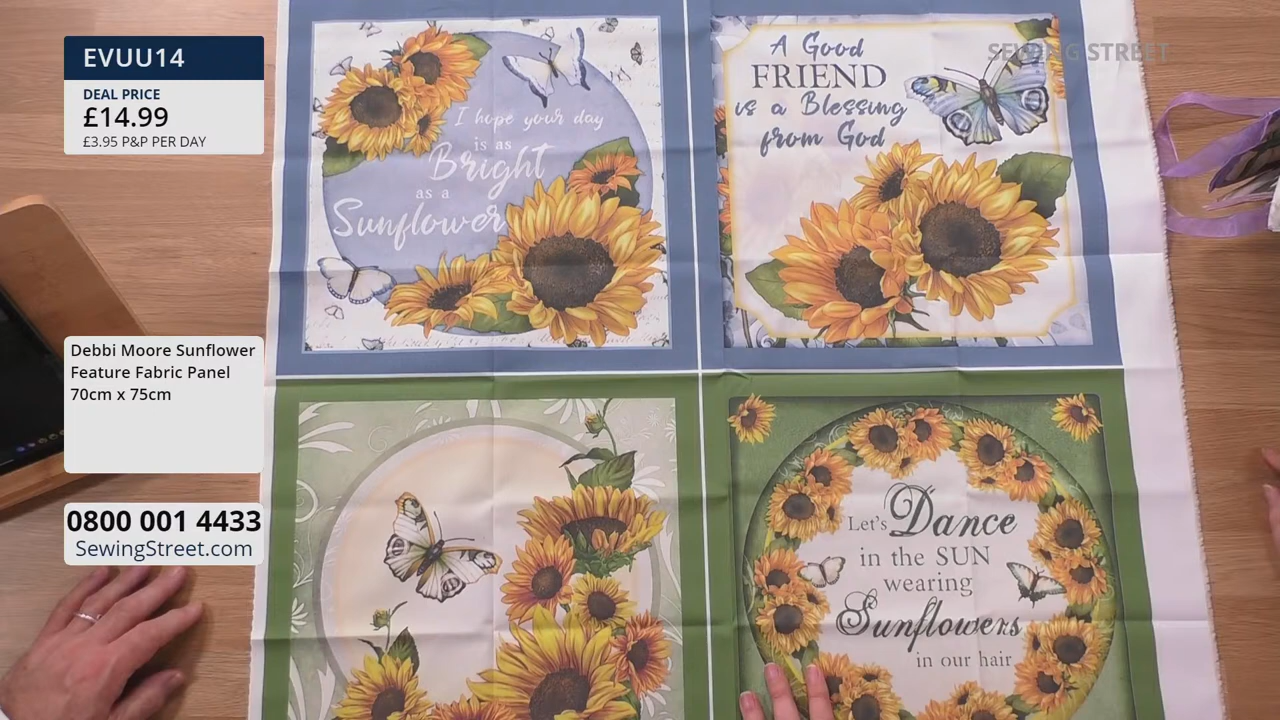 EVUU14
DEAL PRICE
£14.99
£3.95 P&P PER DAY
Debbi Moore Sunflower
Feature Fabric Panel
70cm x 75cm
0800 001 4433
SewingStreet.com
SEWING STREET
I hope your day
is as
Bright
as a
Sunflower
A Good
FRIEND
is a Blessing
from God
Let's Dance
in the SUN
wearing
Sunflowers
in our hair